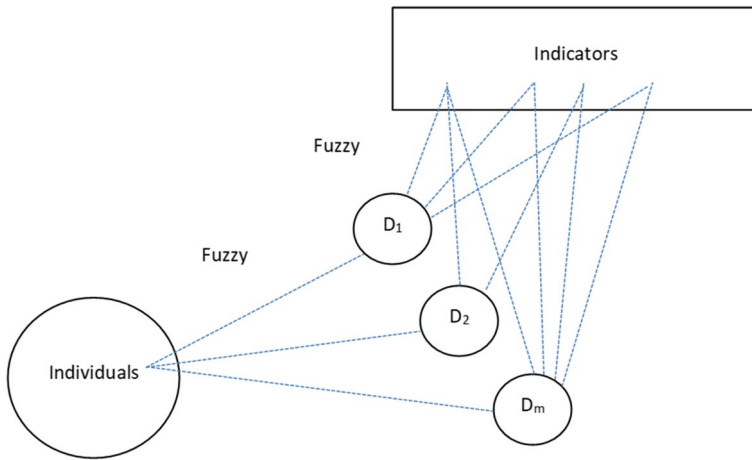 Indicators
Fuzzy
D₁
Fuzzy
D₂
Individuals
Dₘ